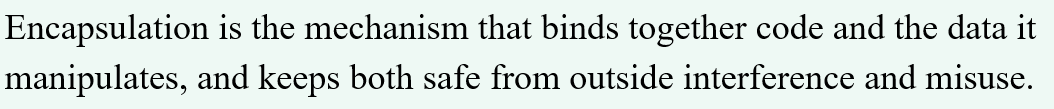 Encapsulation is the mechanism that binds together code and the data it
manipulates, and keeps both safe from outside interference and misuse.